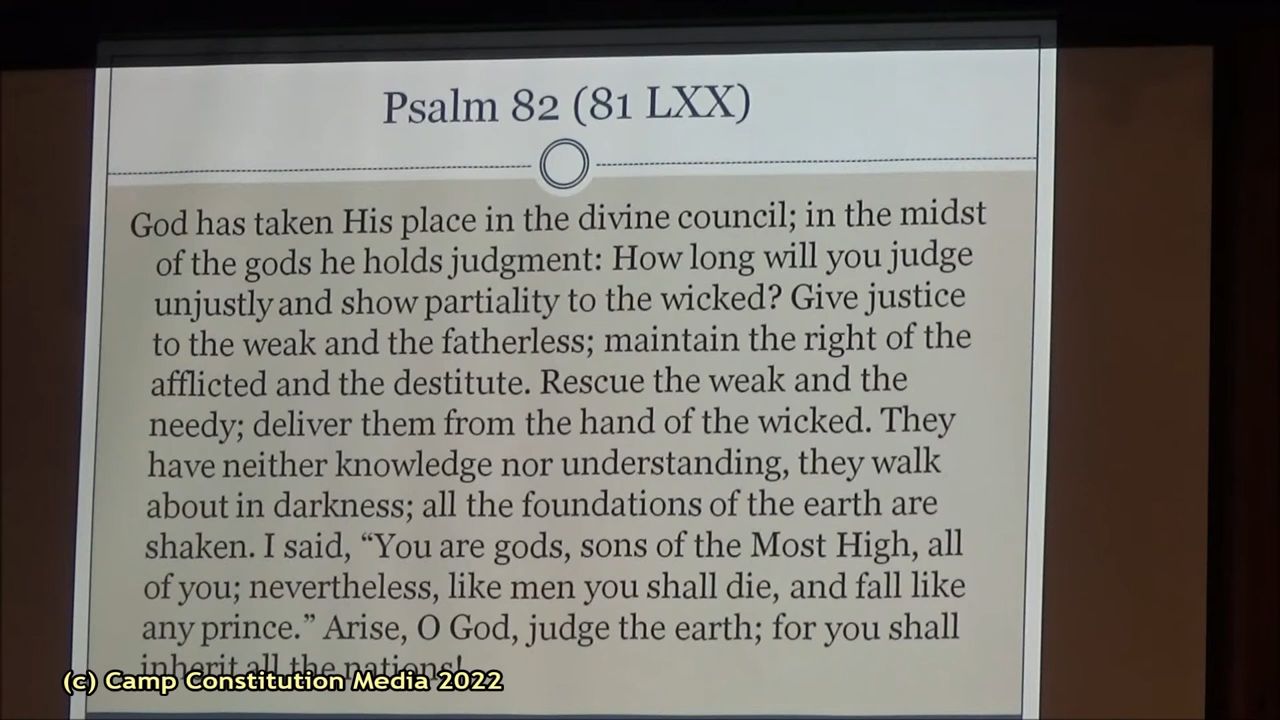 Psalm 82 (81 LXX)
God has taken His place in the divine council; in the midst
of the gods he holds judgment: How long will you judge
unjustly and show partiality to the wicked? Give justice
to the weak and the fatherless; maintain the right of the
afflicted and the destitute. Rescue the weak and the
needy; deliver them from the hand of the wicked. They
have neither knowledge nor understanding, they walk
about in darkness; all the foundations of the earth are
shaken. I said, “You are gods, sons of the Most High, all
of you; nevertheless, like men you shall die, and fall like
any prince.” Arise, O God, judge the earth; for you shall
inherit all the nations!
(c) Camp Constitution Media 2022